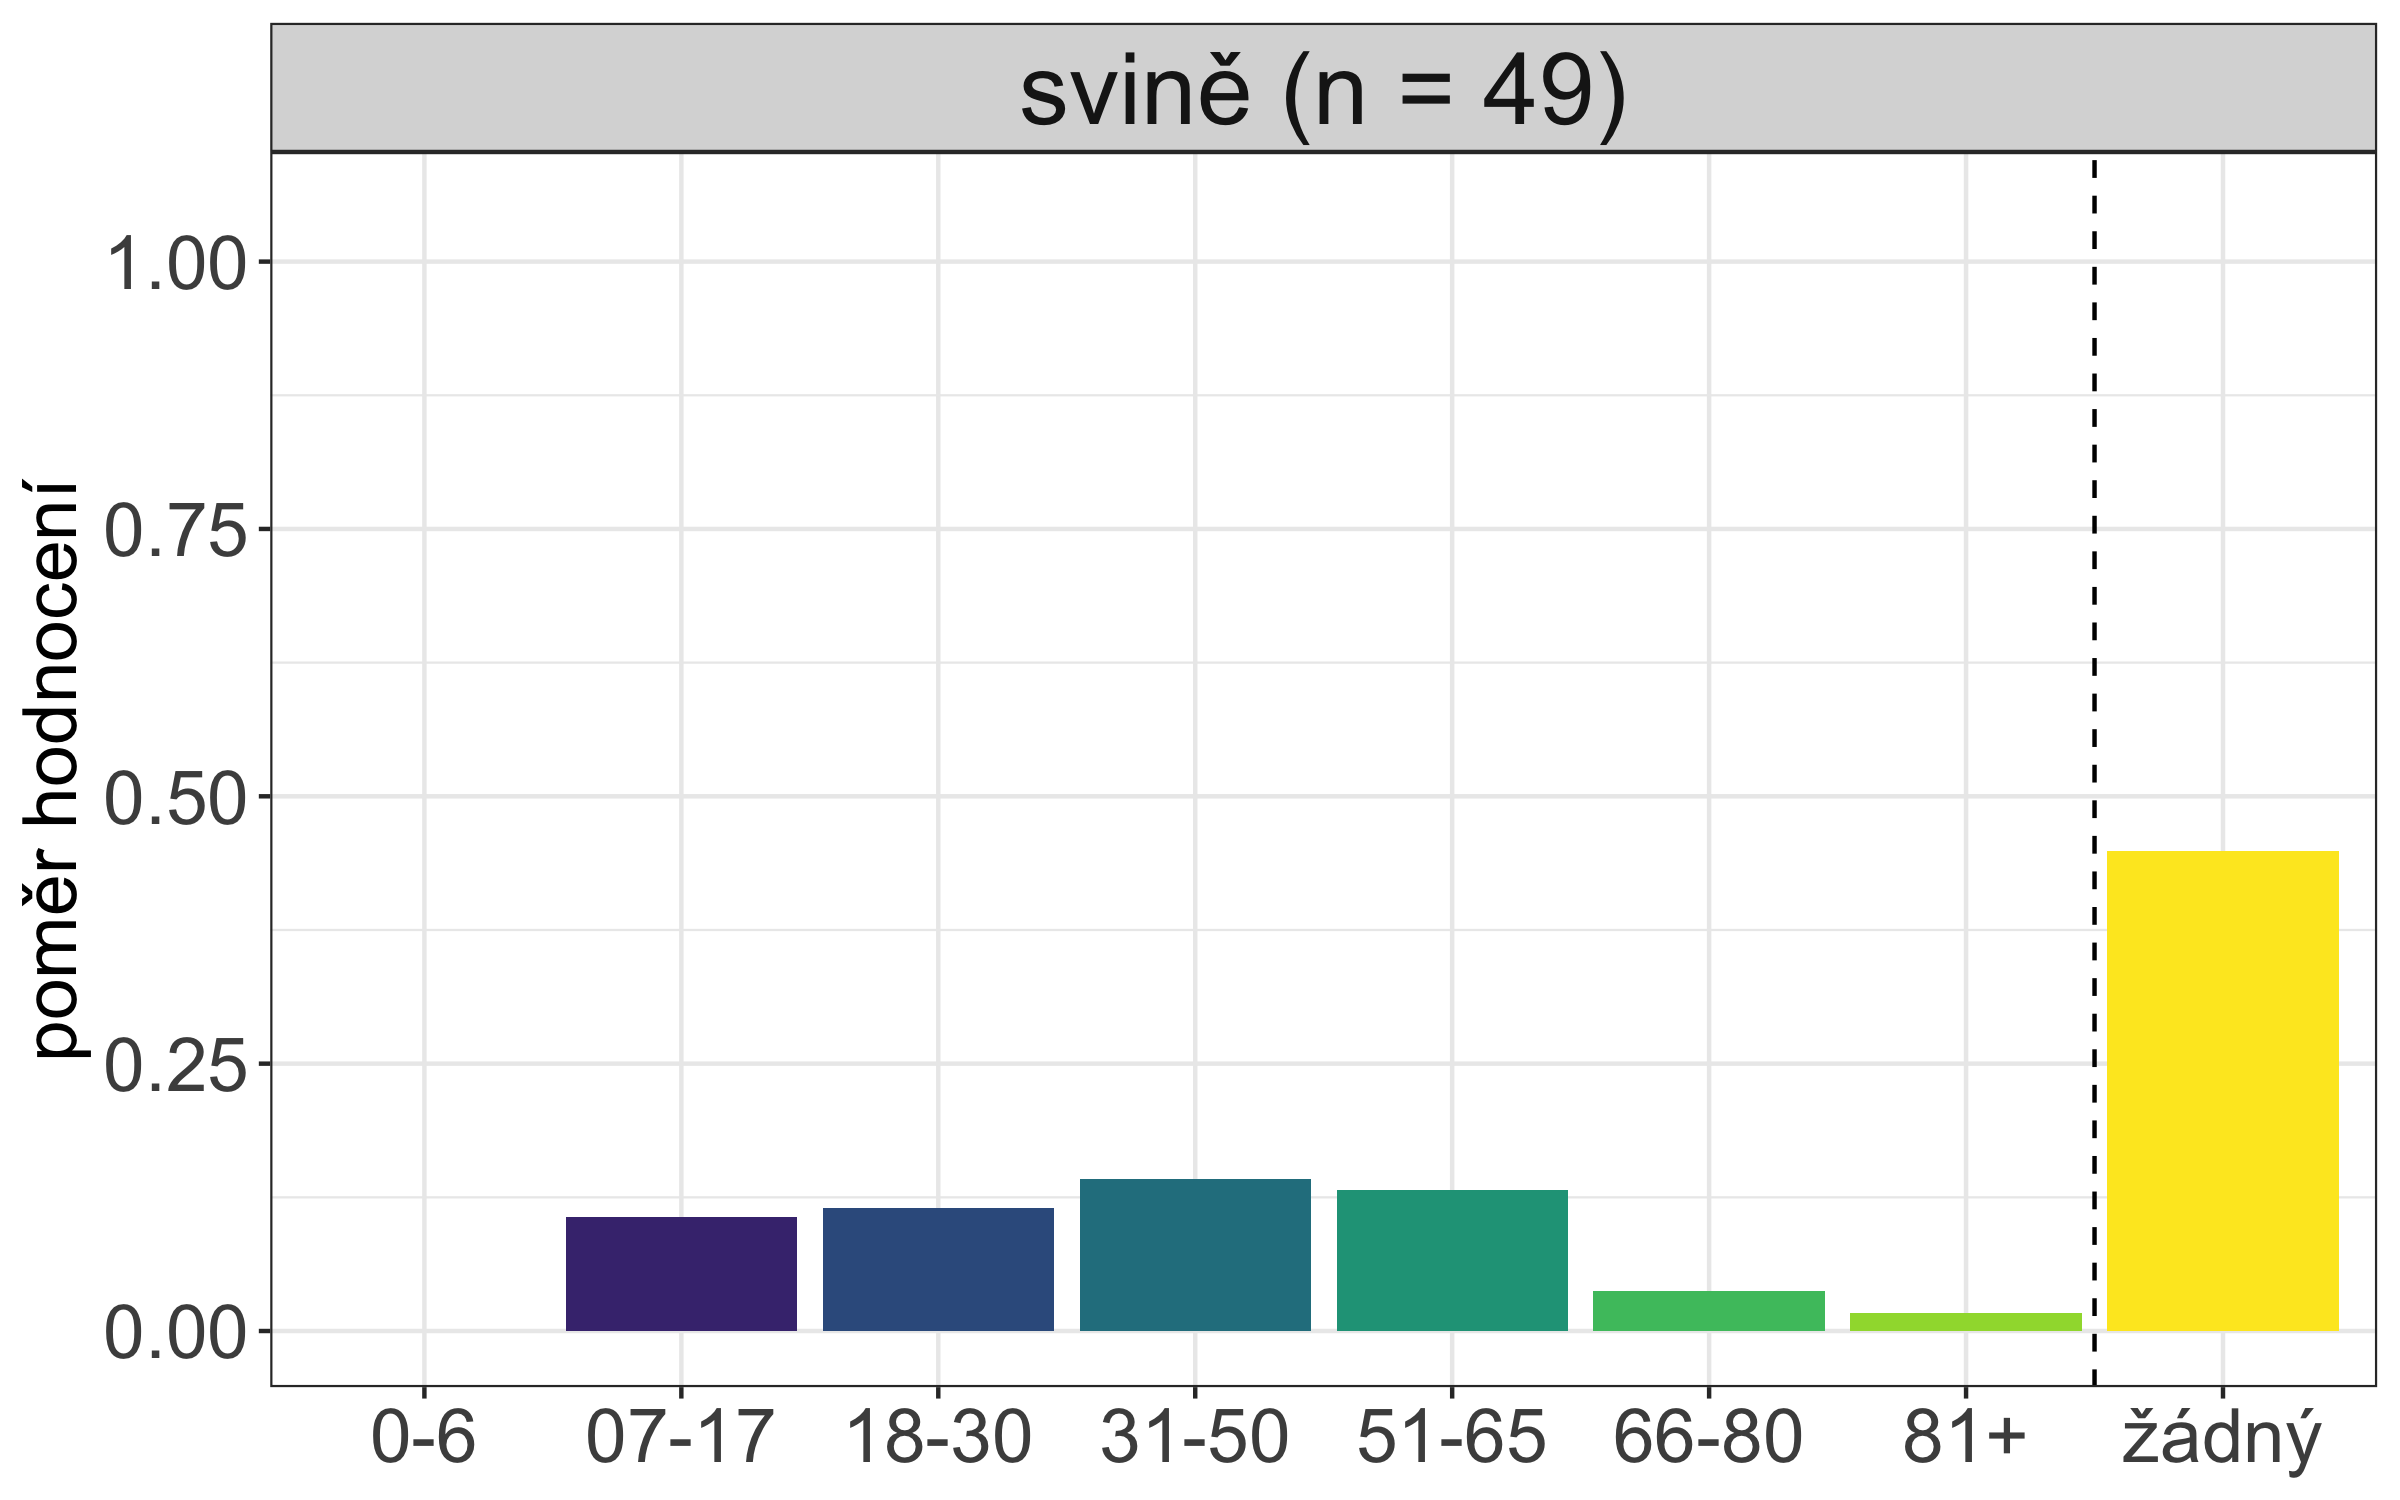 svině (n = 49)
poměr hodnocení
1.00
0.75
0.50
0.25
0.00
0-6 07-17 18-30 31-50 51-65 66-80 81+ žádný